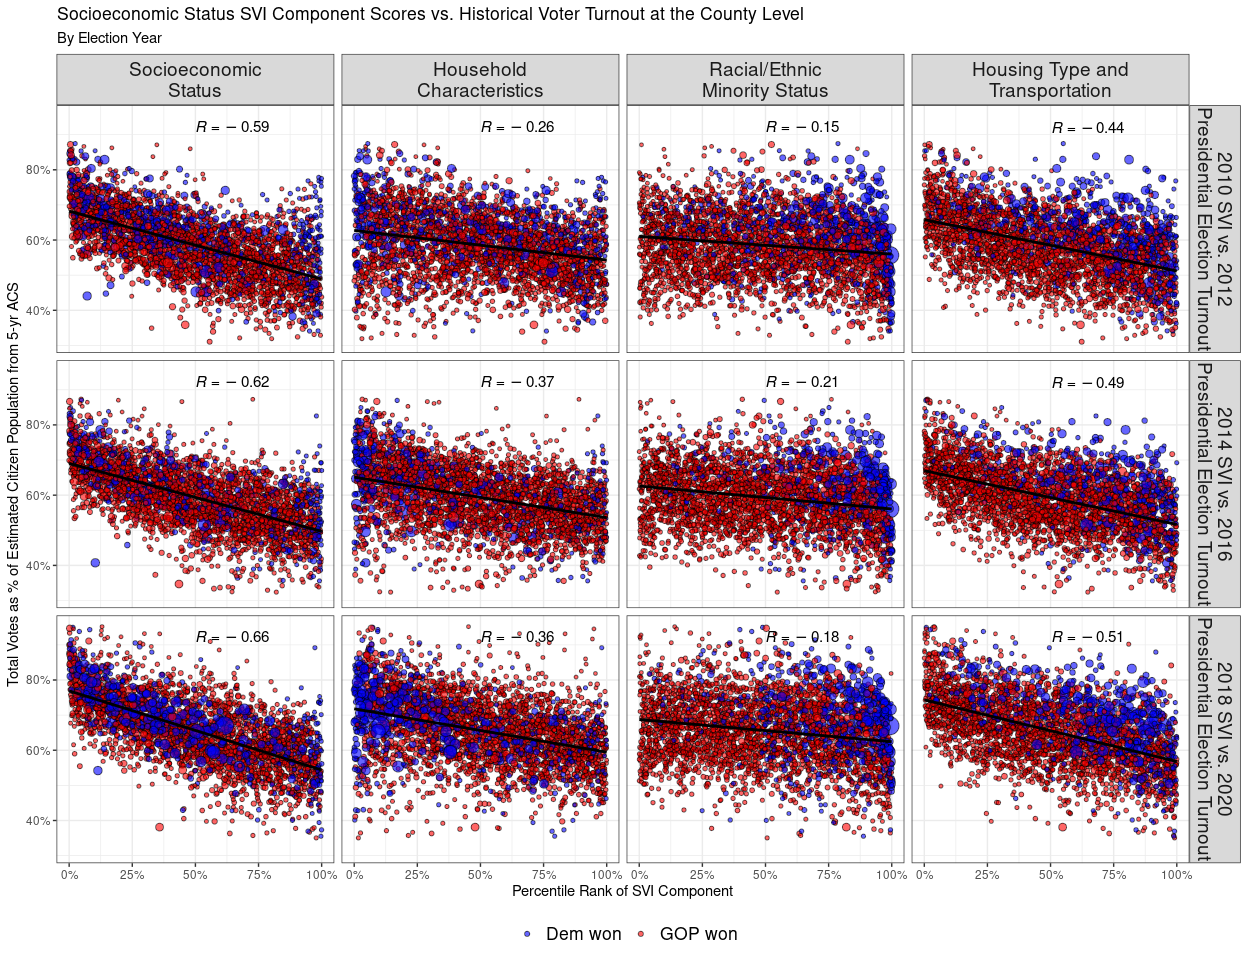 Socioeconomic Status SVI Component Scores vs. Historical Voter Turnout at the County Level
By Election Year
Socioeconomic
Status
Household
Characteristics
Racial/Ethnic
Minority Status
Housing Type and
Transportation
R = − 0.59
R = − 0.26
R = − 0.15
R = − 0.44
80%
60%
40%
2010 SVI vs. 2012
Presidential Election Turnout
R = − 0.62
R = − 0.37
R = − 0.21
R = − 0.49
80%
60%
40%
2014 SVI vs. 2016
Presidential Election Turnout
R = − 0.66
R = − 0.36
R = − 0.18
R = − 0.51
80%
60%
40%
2018 SVI vs. 2020
Presidential Election Turnout
Total Votes as % of Estimated Citizen Population from 5-yr ACS
0% 25% 50% 75% 100% 0% 25% 50% 75% 100% 0% 25% 50% 75% 100% 0% 25% 50% 75% 100%
Percentile Rank of SVI Component
Dem won GOP won